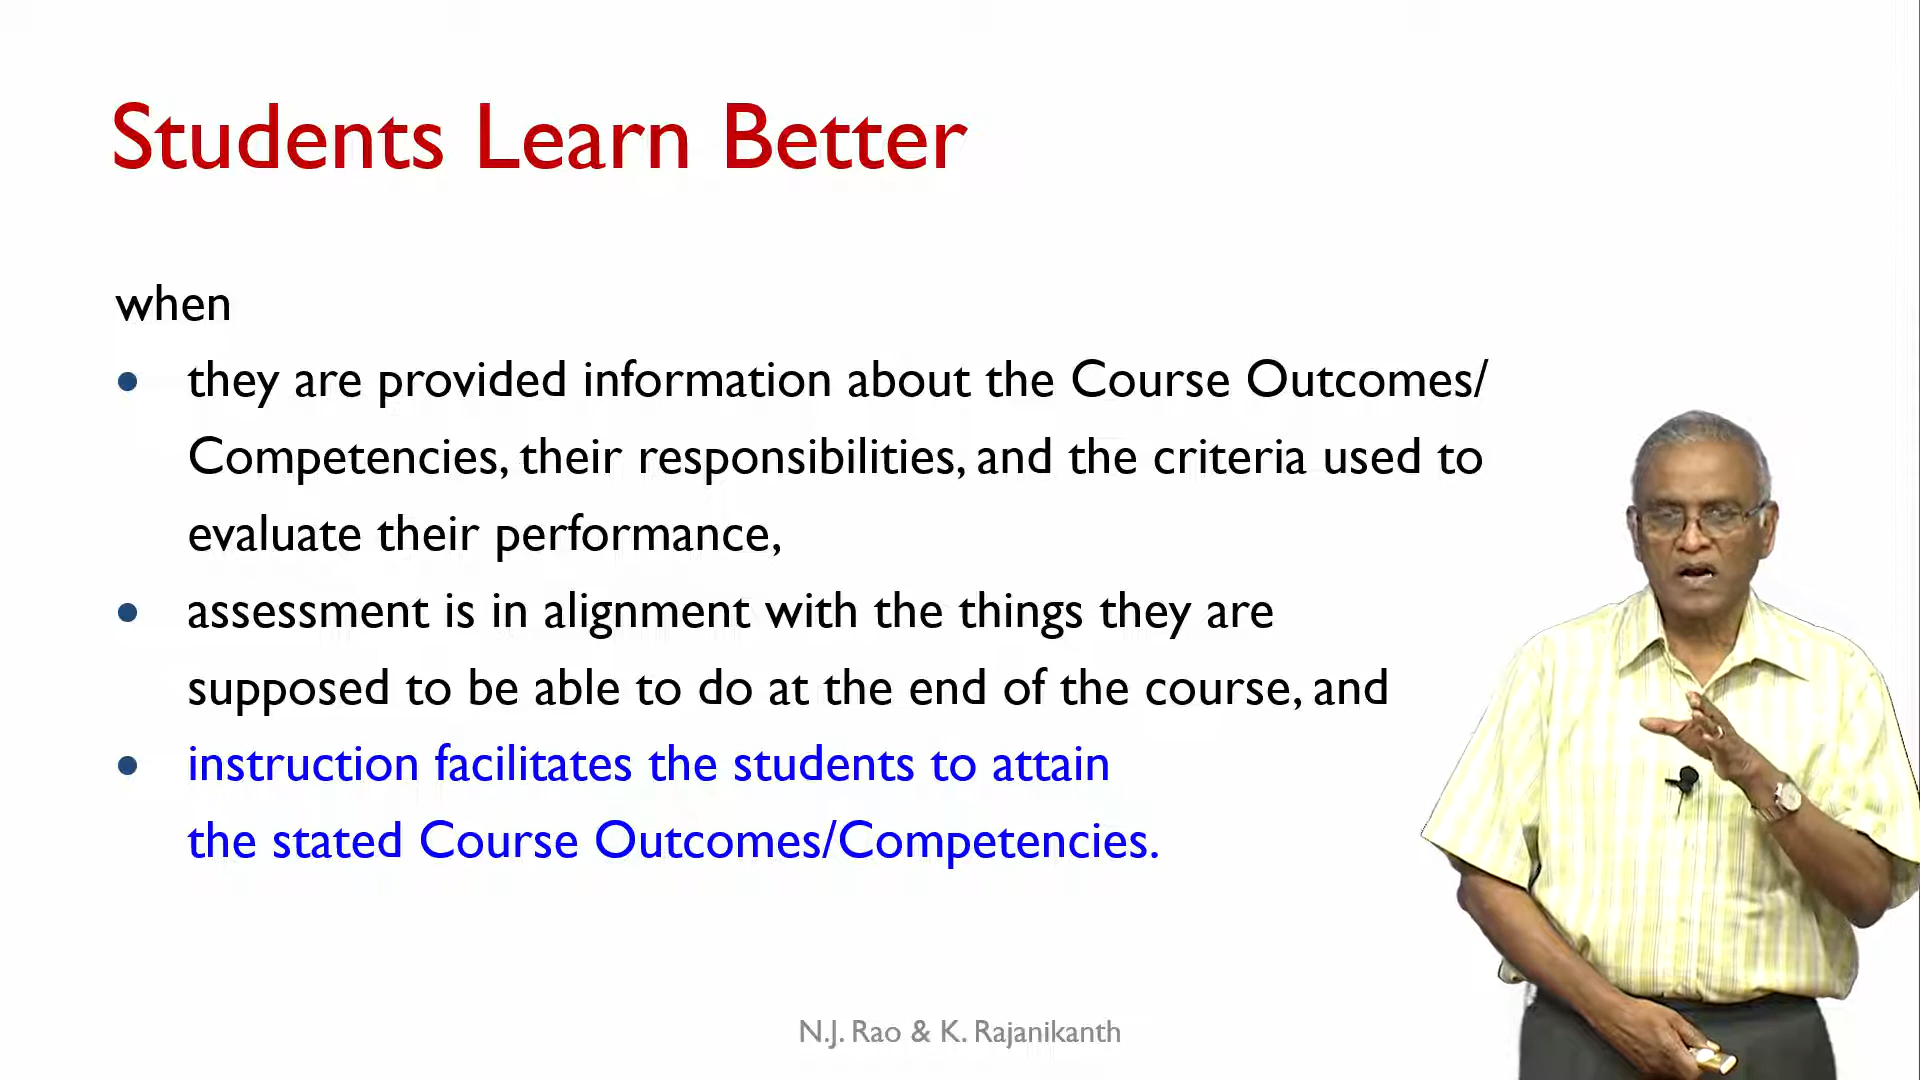 Students Learn Better
when
• they are provided information about the Course Outcomes/
Competencies, their responsibilities, and the criteria used to
evaluate their performance,
• assessment is in alignment with the things they are
supposed to be able to do at the end of the course, and
• instruction facilitates the students to attain
the stated Course Outcomes/Competencies.
N.J. Rao & K. Rajanikanth